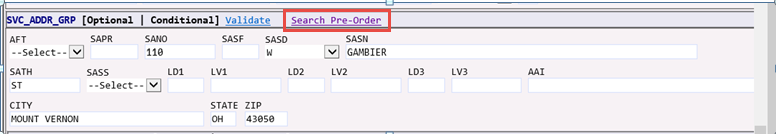 SVC_ADDR_GRP [Optional | Conditional] Validate Search Pre-Order
AFT SAPR SANO SASF SASD SASN
--Select-- 110 W GAMBIER
SATH SASS LD1 LV1 LD2 LV2 LD3 LV3 AAI
ST --Select--
CITY STATE ZIP
MOUNT VERNON OH 43050